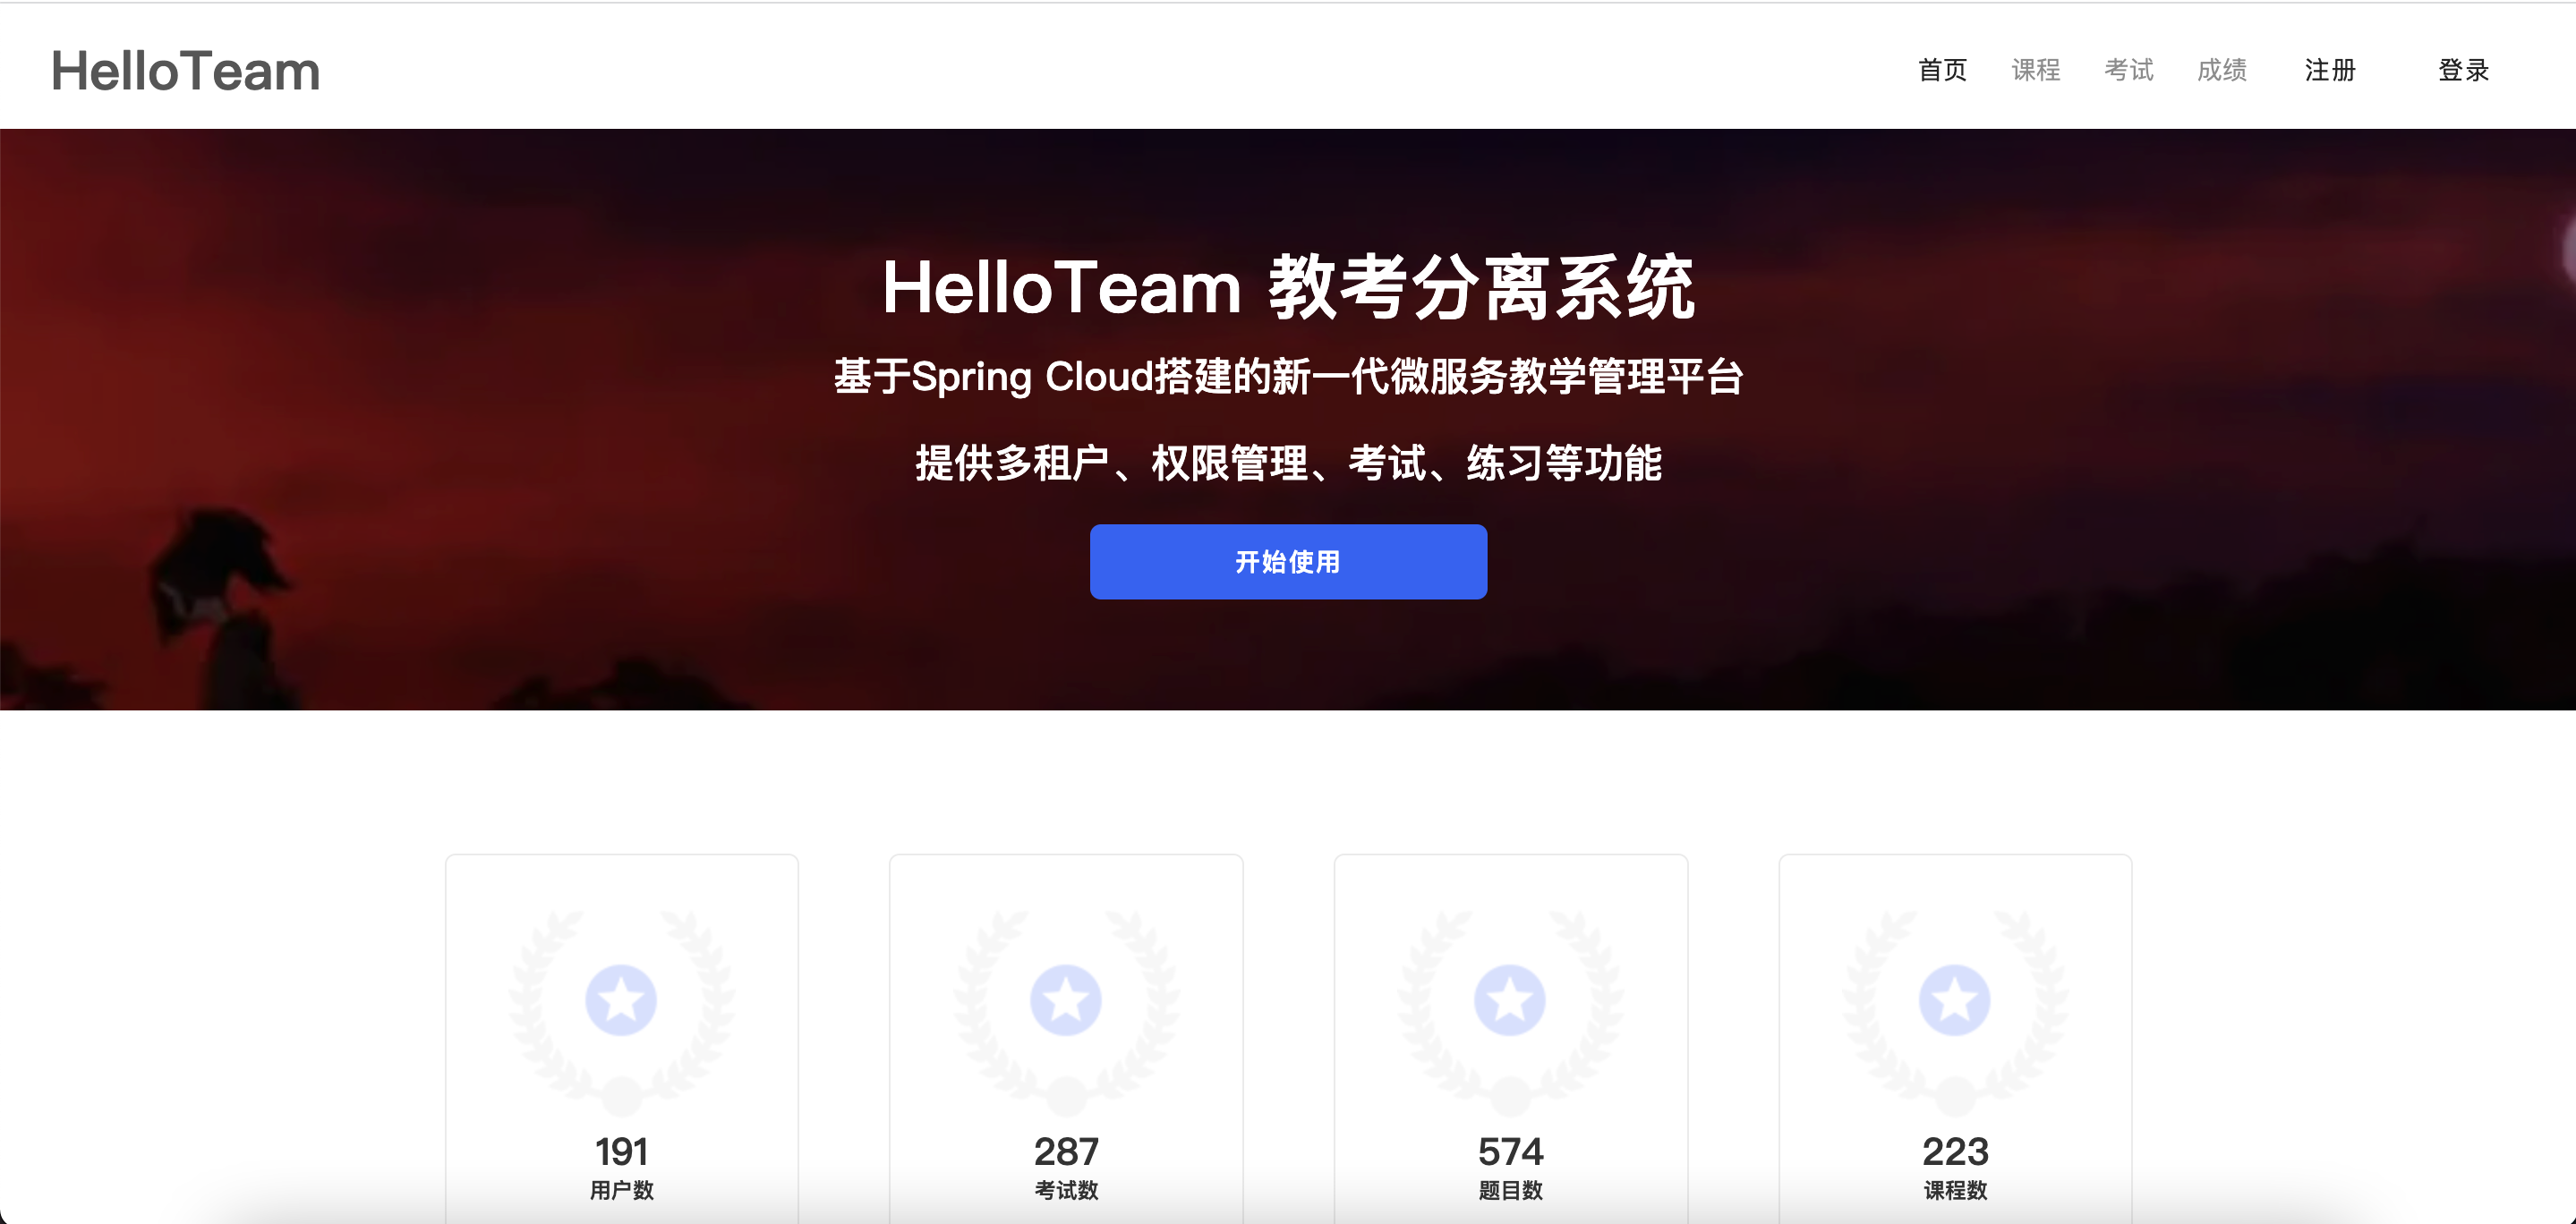 HelloTeam
首页 课程 考试 成绩 注册 登录
HelloTeam 教考分离系统
基于Spring Cloud搭建的新一代微服务教学管理平台
提供多租户、权限管理、考试、练习等功能
开始使用
191 287 574 223
用户数 考试数 题目数 课程数